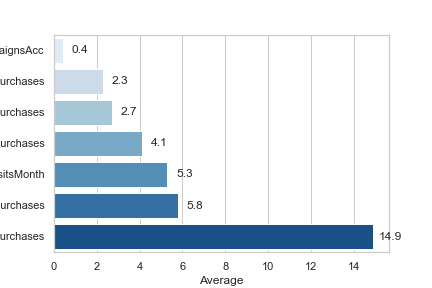 aignsAcc 0.4
urchases 2.3
urchases 2.7
urchases 4.1
sitsMonth 5.3
urchases 5.8
urchases 14.9
0 2 4 6 8 10 12 14
Average